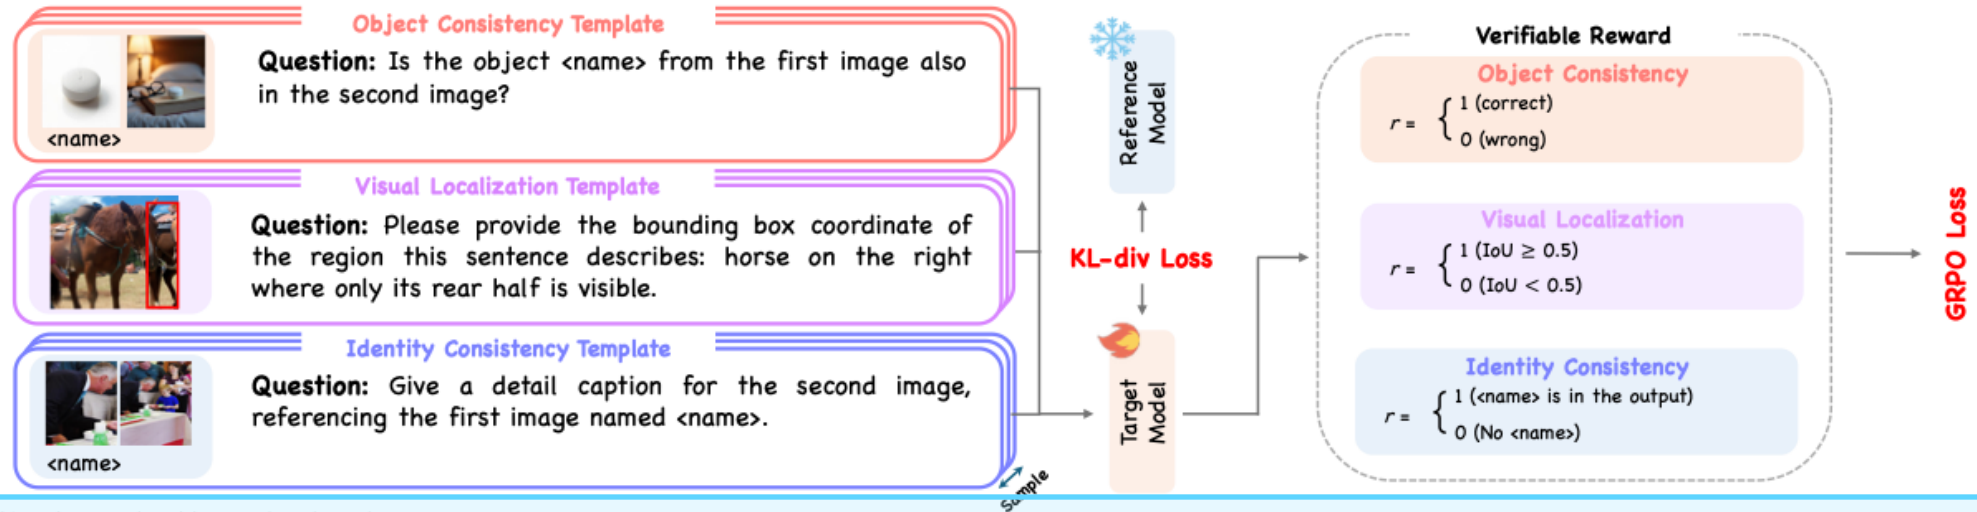 Object Consistency Template
Question: Is the object <name> from the first image also
in the second image?
<name>
Visual Localization Template
Question: Please provide the bounding box coordinate of
the region this sentence describes: horse on the right
where only its rear half is visible.
Identity Consistency Template
Question: Give a detail caption for the second image,
referencing the first image named <name>.
<name>
Sample
Reference
Model
KL-div Loss
Target
Model
Verifiable Reward
Object Consistency
r = { 1 (correct)
0 (wrong)
Visual Localization
r = { 1 (IoU ≥ 0.5)
0 (IoU < 0.5)
Identity Consistency
r = { 1 (<name> is in the output)
0 (No <name>)
GRPO Loss